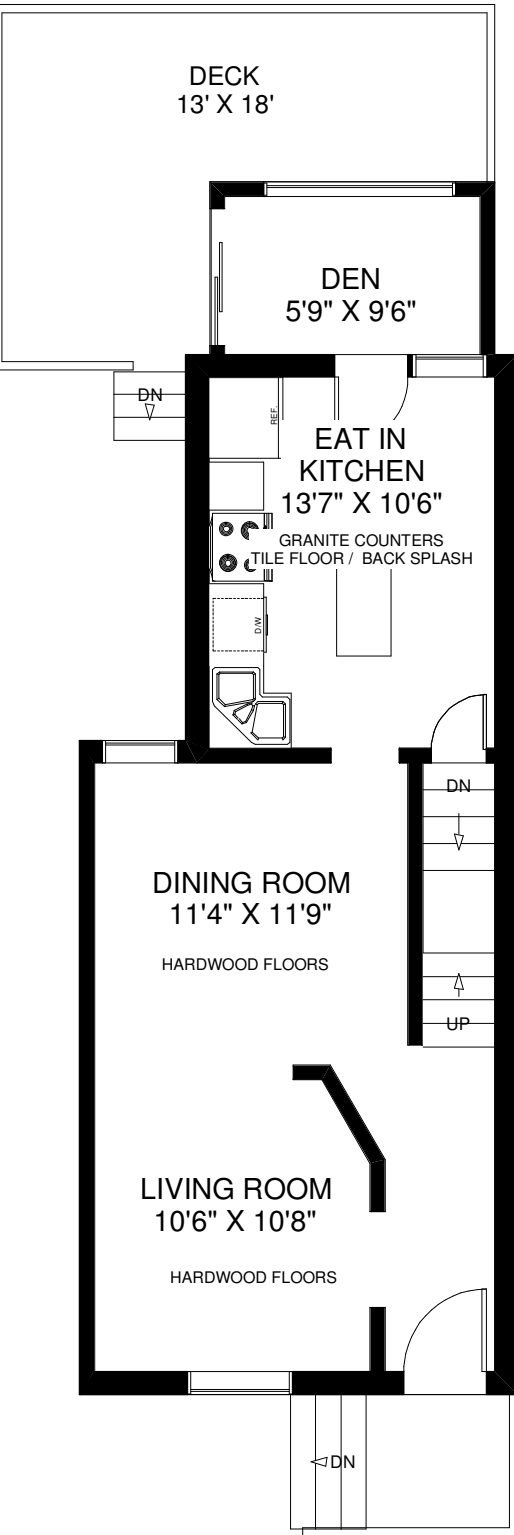 DECK
13' X 18'
DEN
5'9" X 9'6"
DN
REF.
EAT IN
KITCHEN
13'7" X 10'6"
GRANITE COUNTERS
TILE FLOOR / BACK SPLASH
D/W
DN
DINING ROOM
11'4" X 11'9"
HARDWOOD FLOORS
UP
LIVING ROOM
10'6" X 10'8"
HARDWOOD FLOORS
DN